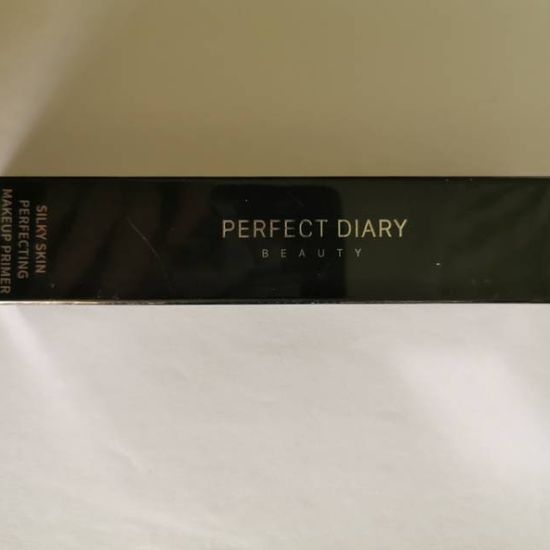 PERFECT DIARY
BEAUTY
SILKY SKIN
PERFECTING
MAKEUP PRIMER